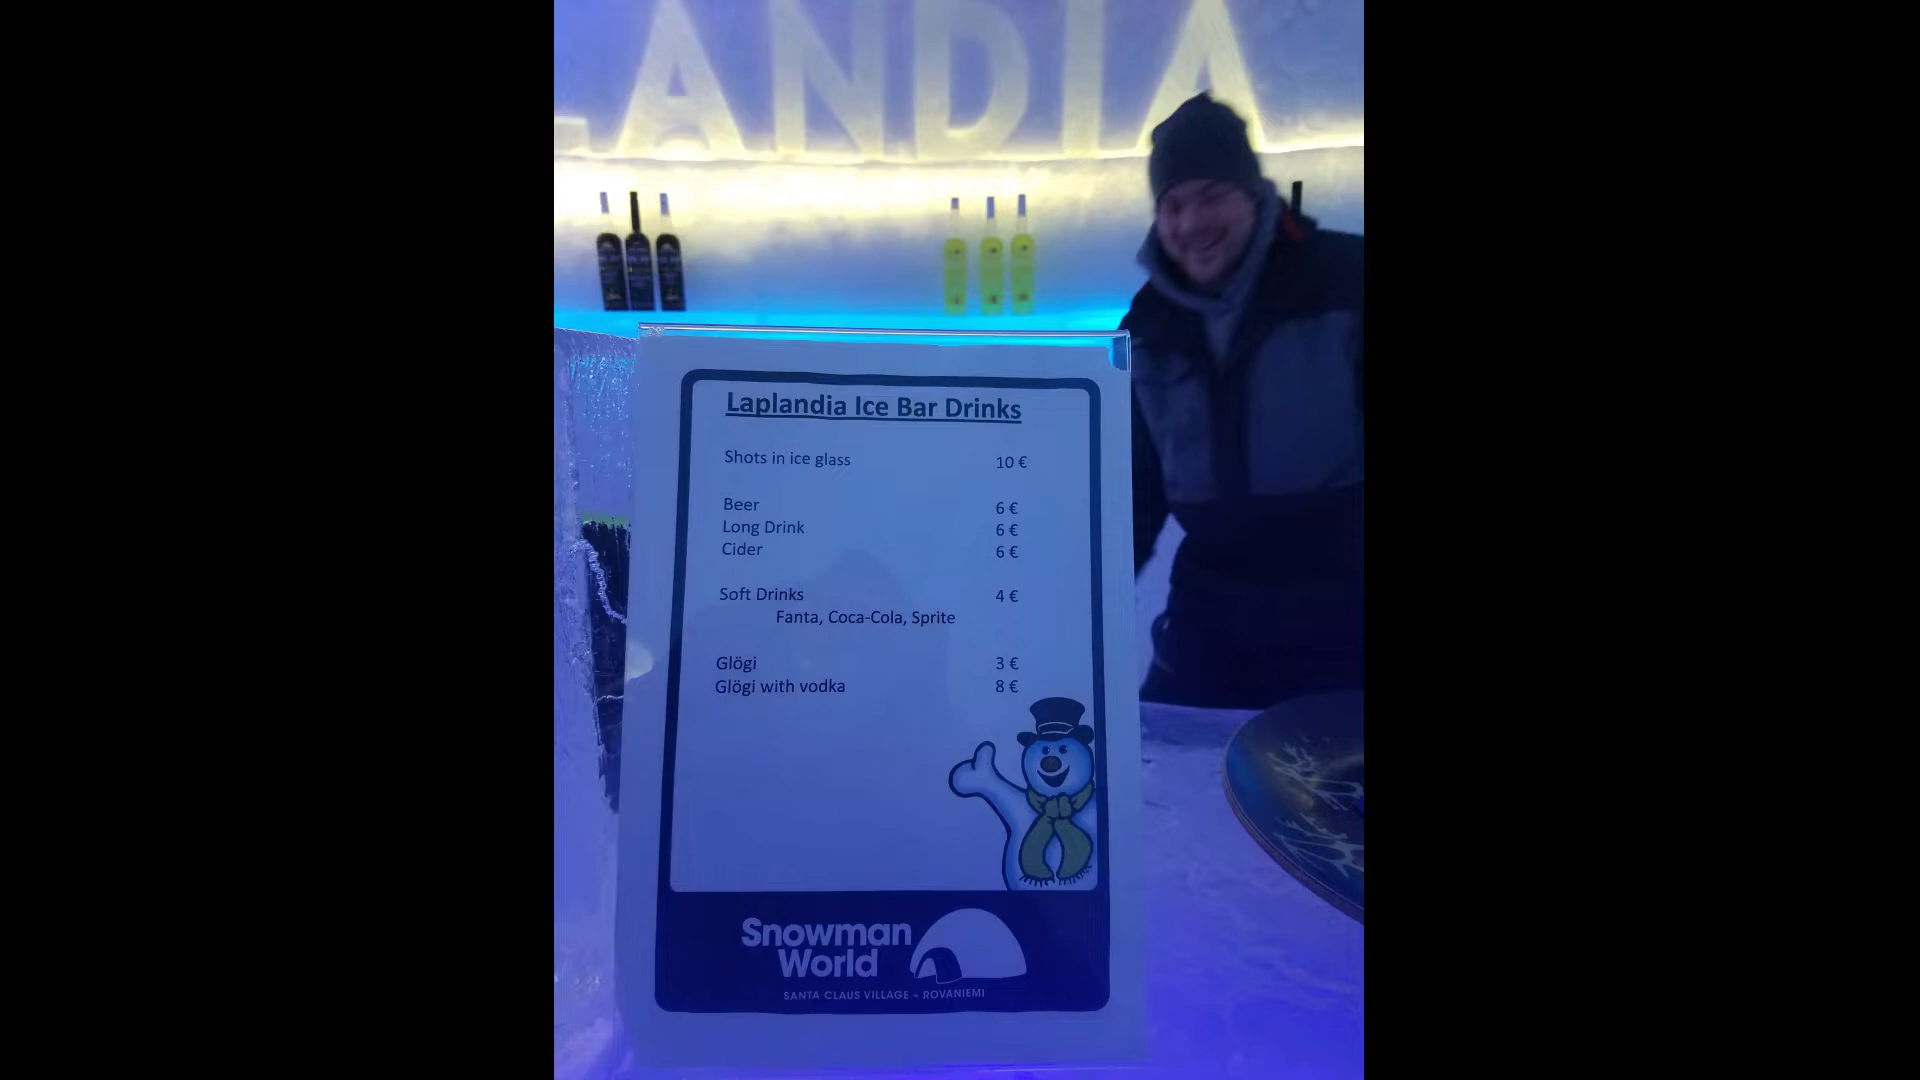 LANDIA
Laplandia Ice Bar Drinks
Shots in ice glass 10 €
Beer 6 €
Long Drink 6 €
Cider 6 €
Soft Drinks 4 €
Fanta, Coca-Cola, Sprite
Glögi 3 €
Glögi with vodka 8 €
Snowman
World
SANTA CLAUS VILLAGE - ROVANIEMI